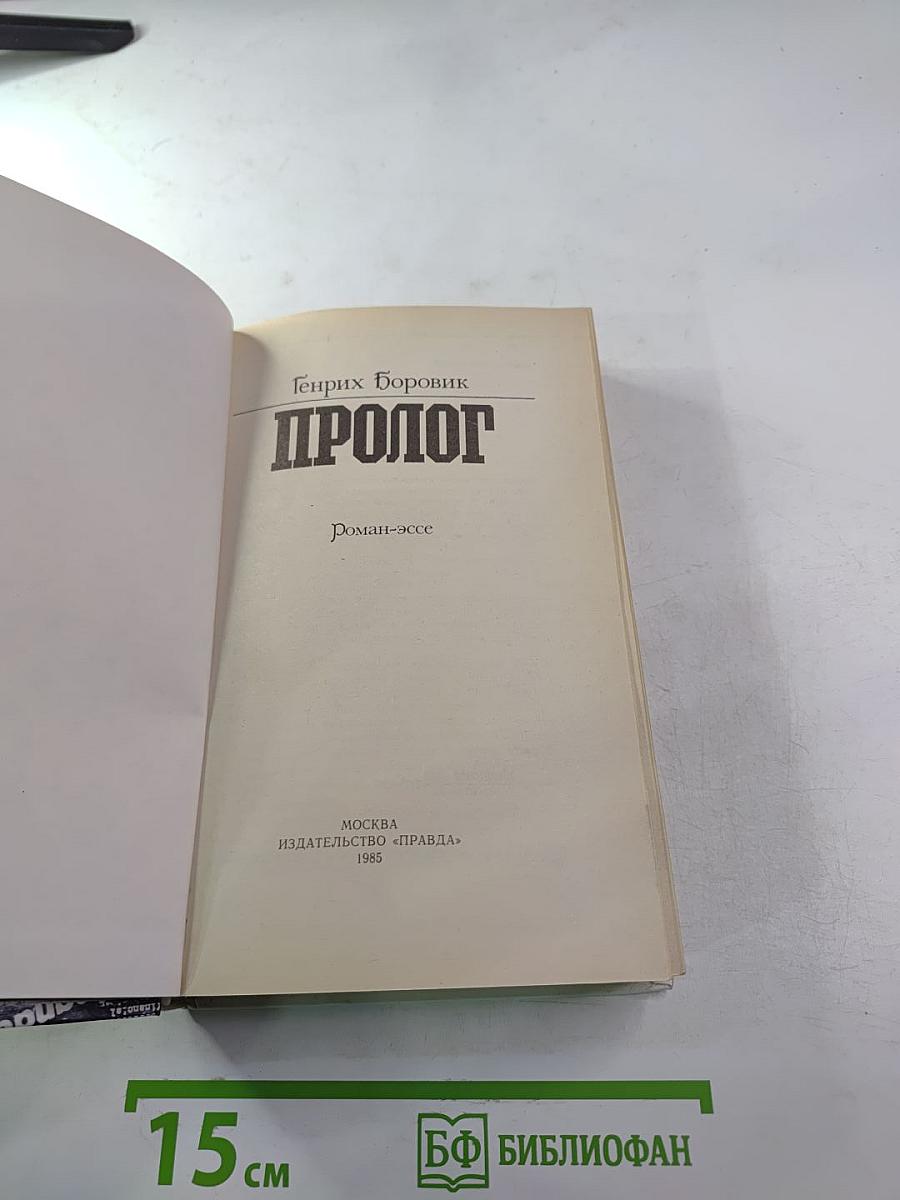 Генрих Боровик
ПРОЛОГ
Роман-эссе
МОСКВА
ИЗДАТЕЛЬСТВО «ПРАВДА»
1985
15 см
БФ БИБЛИОФАН